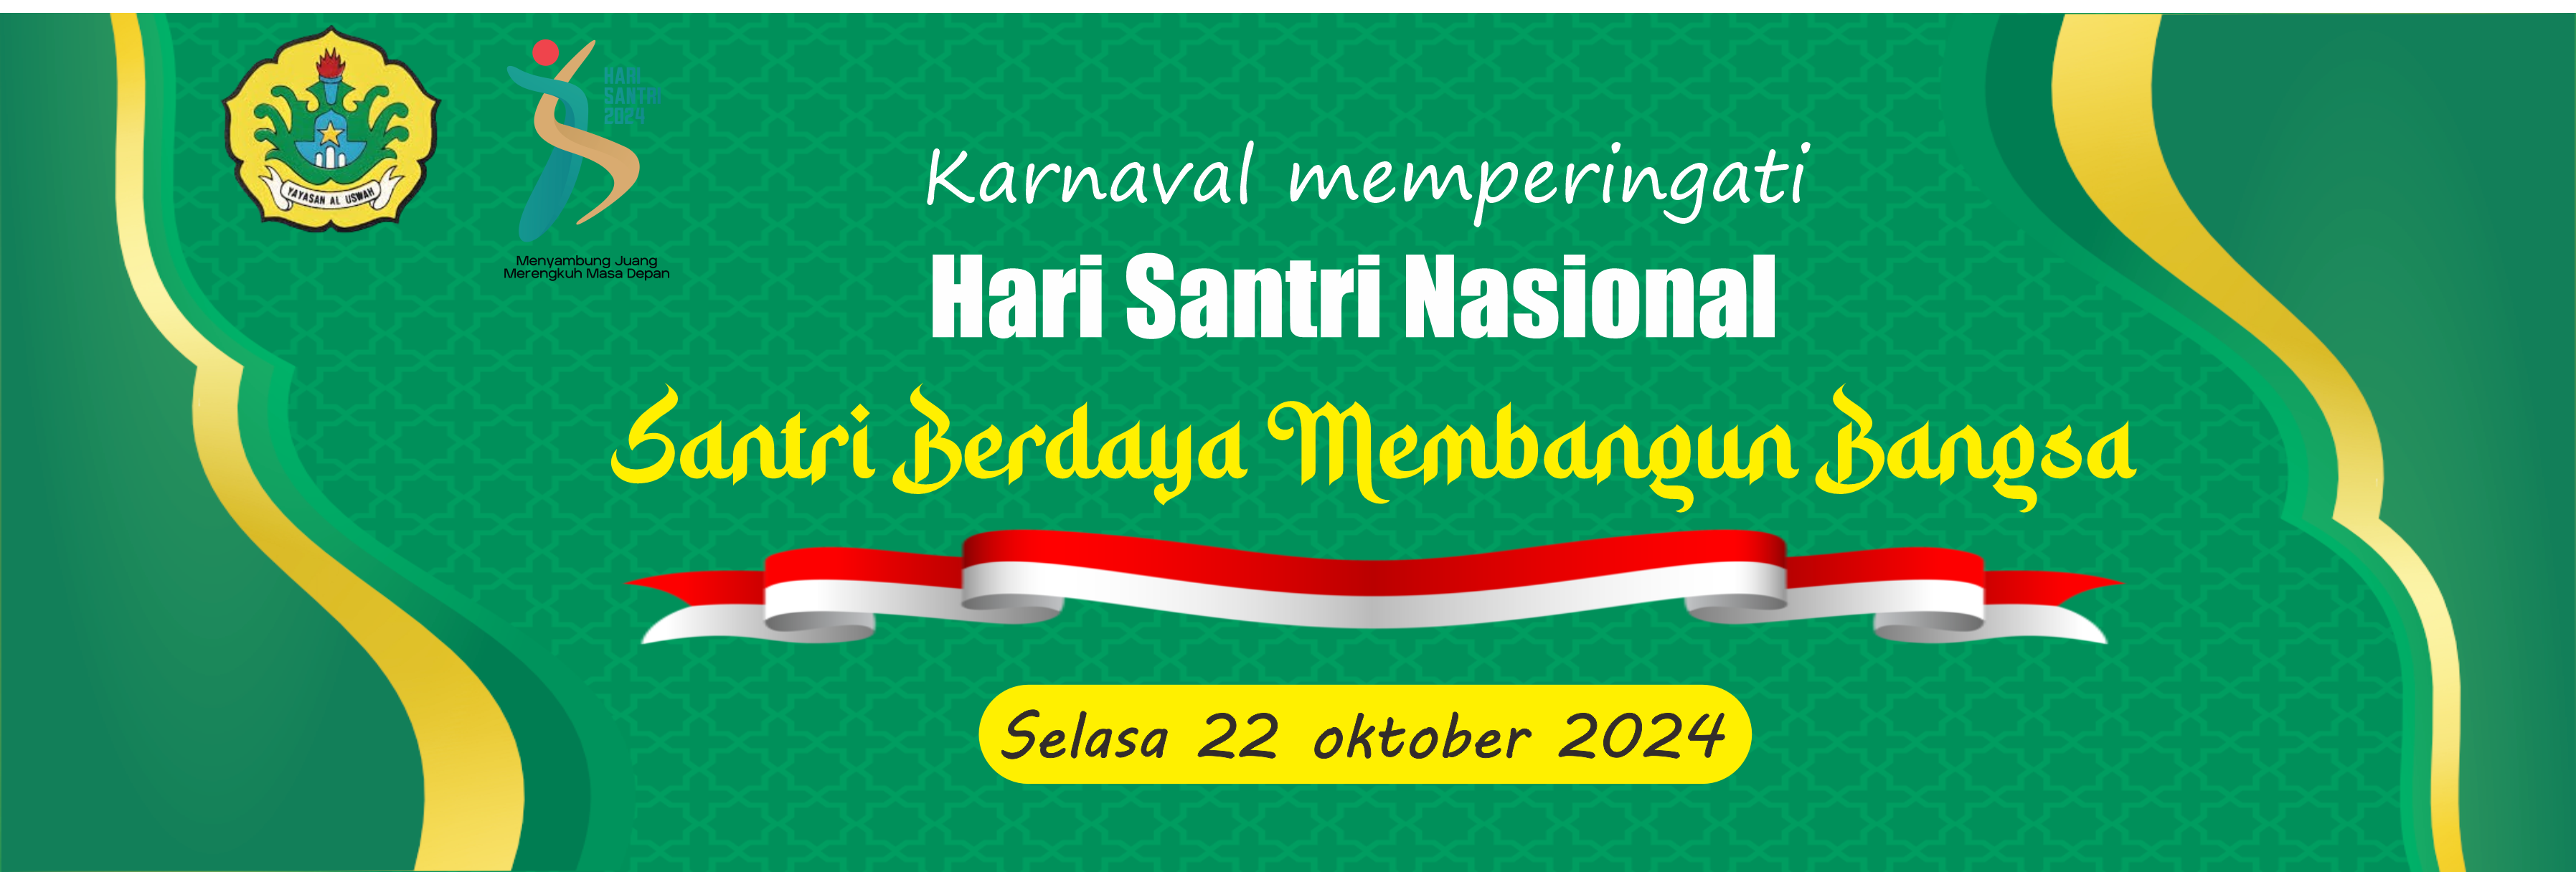 YAYASAN AL USWAH
HARI
SANTRI
2024
Menyambung Juang
Merengkuh Masa Depan
Karnaval memperingati
Hari Santri Nasional
Santri Berdaya Membangun Bangsa
Selasa 22 oktober 2024